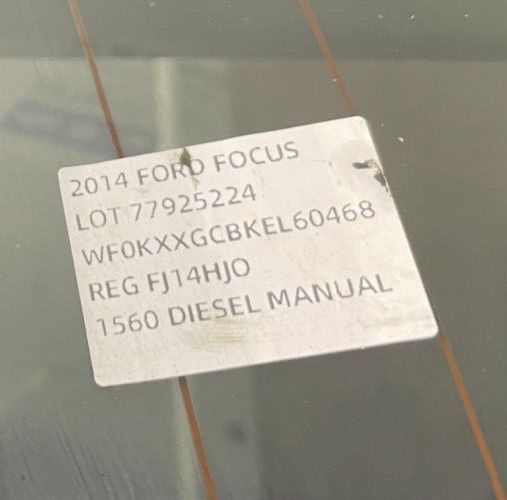 2014 FORD FOCUS
LOT 77925224
WF0KXXGCBKEL60468
REG FJ14HJO
1560 DIESEL MANUAL